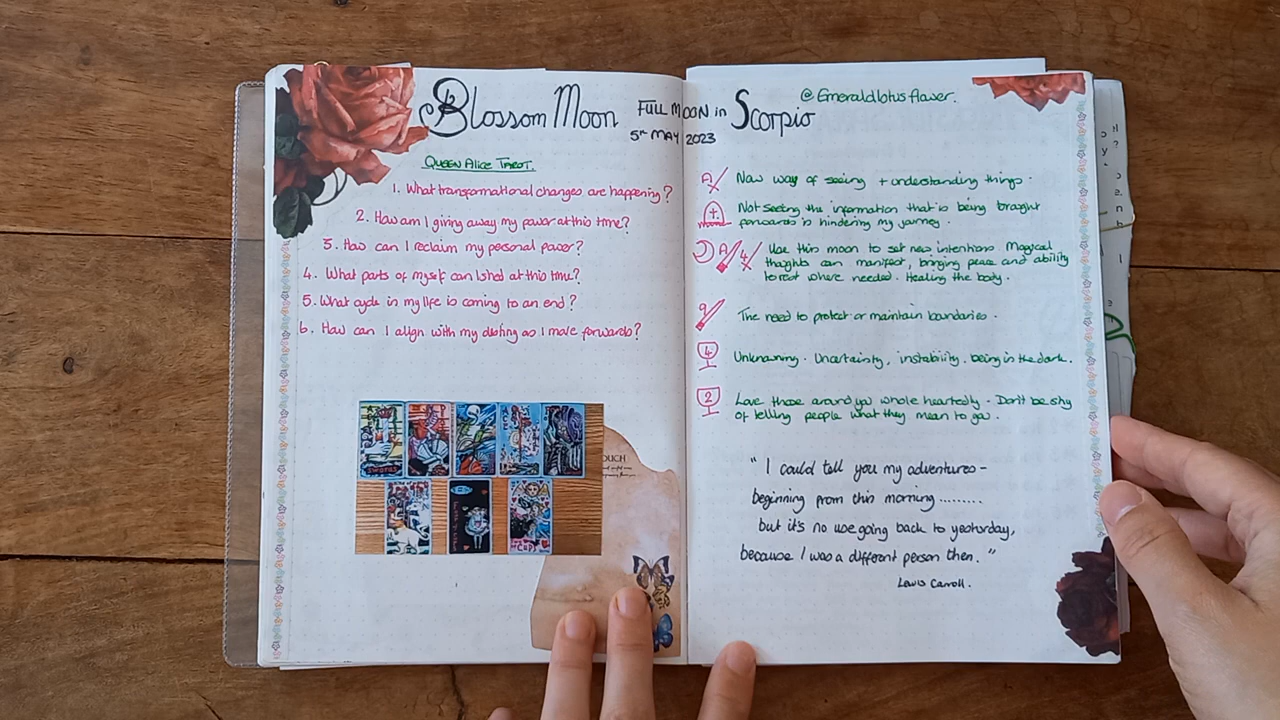 Blossom Moon FULL MOON in Scorpio
5TH MAY 2023
@Emeraldlotusflower.
QUEEN ALICE TAROT.
1. What transformational changes are happening?
2. How am I giving away my power at this time?
3. How can I reclaim my personal power?
4. What parts of myself can I shed at this time?
5. What cycle in my life is coming to an end?
6. How can I align with my destiny as I move forwards?
OUCH
A New way of seeing + understanding things.
Not seeing the information that is being brought
forwards is hindering my journey.
A 4 Use this moon to set new intentions. Magical
thoughts can manifest, bringing peace and ability
to rest where needed. Healing the body.
9 The need to protect or maintain boundaries.
4 Unknowning. Uncertainty, instability. being in the dark.
2 Love those around you whole heartedly. Don't be shy
of telling people what they mean to you.
"I could tell you my adventures -
beginning from this morning.........
but it's no use going back to yesterday,
because I was a different person then."
Lewis Carroll.